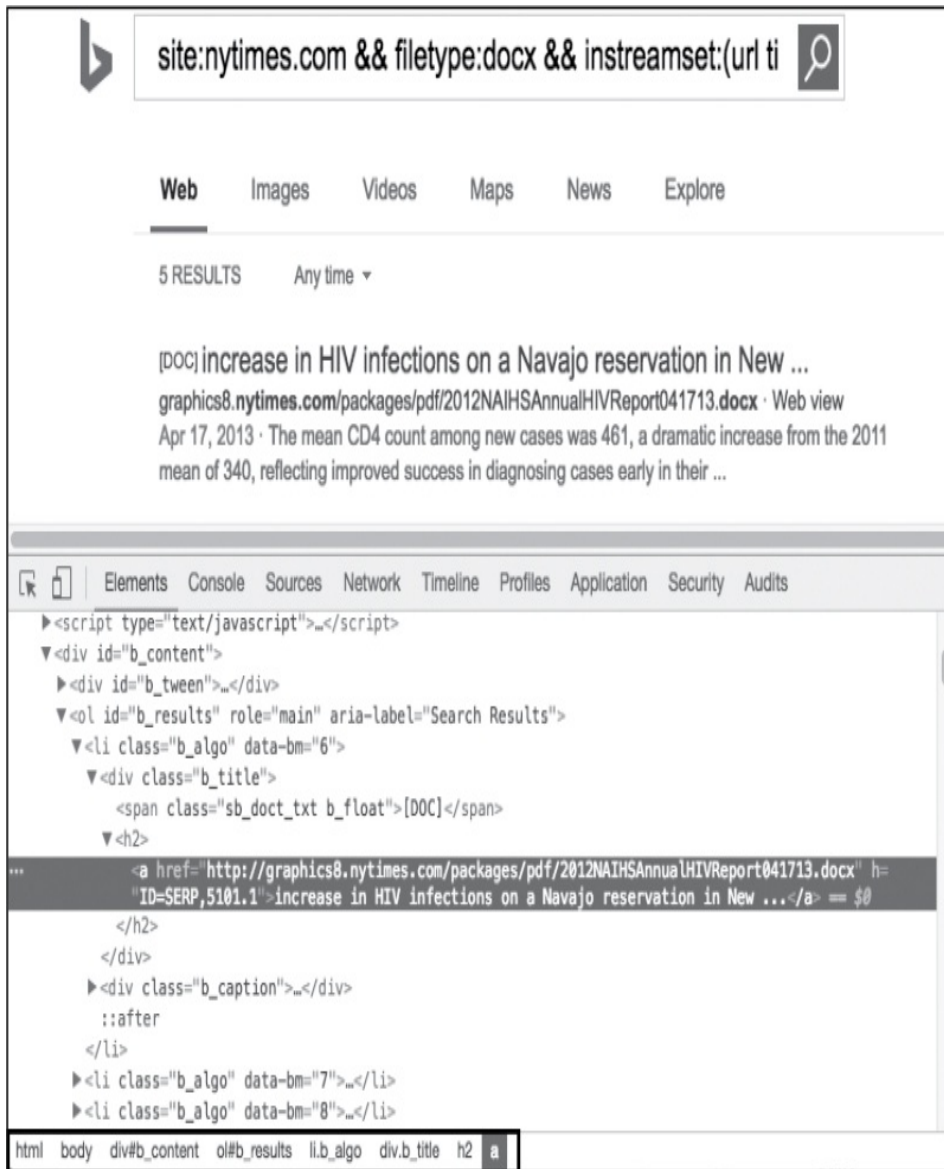 site:nytimes.com && filetype:docx && instreamset:(url ti
Web Images Videos Maps News Explore
5 RESULTS Any time
[DOC] increase in HIV infections on a Navajo reservation in New ...
graphics8.nytimes.com/packages/pdf/2012NAIHSAnnualHIVReport041713.docx · Web view
Apr 17, 2013 · The mean CD4 count among new cases was 461, a dramatic increase from the 2011
mean of 340, reflecting improved success in diagnosing cases early in their ...
Elements Console Sources Network Timeline Profiles Application Security Audits
▶<script type="text/javascript">…</script>
▼<div id="b_content">
▶<div id="b_tween">…</div>
▼<ol id="b_results" role="main" aria-label="Search Results">
▼<li class="b_algo" data-bm="6">
▼<div class="b_title">
<span class="sb_doct_txt b_float">[DOC]</span>
▼<h2>
... <a href="http://graphics8.nytimes.com/packages/pdf/2012NAIHSAnnualHIVReport041713.docx" h=
"ID=SERP,5101.1">increase in HIV infections on a Navajo reservation in New ...</a> == $0
</h2>
</div>
▶<div class="b_caption">…</div>
::after
</li>
▶<li class="b_algo" data-bm="7">…</li>
▶<li class="b_algo" data-bm="8">…</li>
html body div#b_content ol#b_results li.b_algo div.b_title h2 a